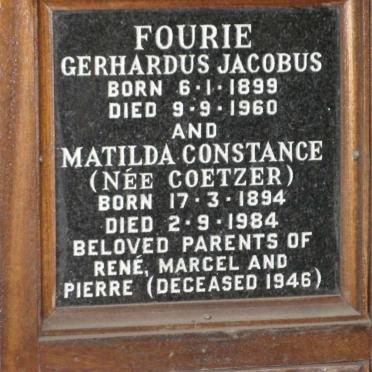 FOURIE
GERHARDUS JACOBUS
BORN 6·1·1899
DIED 9·9·1960
AND
MATILDA CONSTANCE
(NÉE COETZER)
BORN 17·3·1894
DIED 2·9·1984
BELOVED PARENTS OF
RENÉ, MARCEL AND
PIERRE (DECEASED 1946)